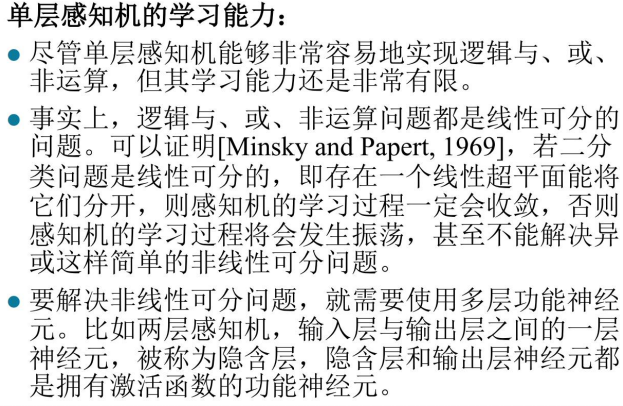 单层感知机的学习能力：
● 尽管单层感知机能够非常容易地实现逻辑与、或、
非运算，但其学习能力还是非常有限。
● 事实上，逻辑与、或、非运算问题都是线性可分的
问题。可以证明[Minsky and Papert, 1969]，若二分
类问题是线性可分的，即存在一个线性超平面能将
它们分开，则感知机的学习过程一定会收敛，否则
感知机的学习过程将会发生振荡，甚至不能解决异
或这样简单的非线性可分问题。
● 要解决非线性可分问题，就需要使用多层功能神经
元。比如两层感知机，输入层与输出层之间的一层
神经元，被称为隐含层，隐含层和输出层神经元都
是拥有激活函数的功能神经元。